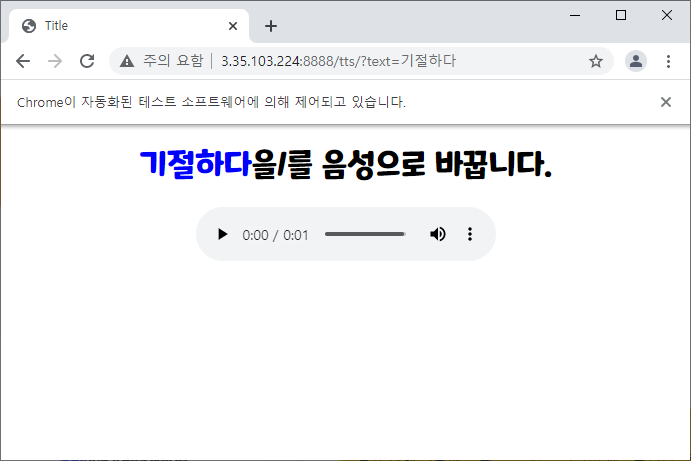 Title
주의 요함 | 3.35.103.224:8888/tts/?text=기절하다
Chrome이 자동화된 테스트 소프트웨어에 의해 제어되고 있습니다.
기절하다을/를 음성으로 바꿉니다.
0:00 / 0:01